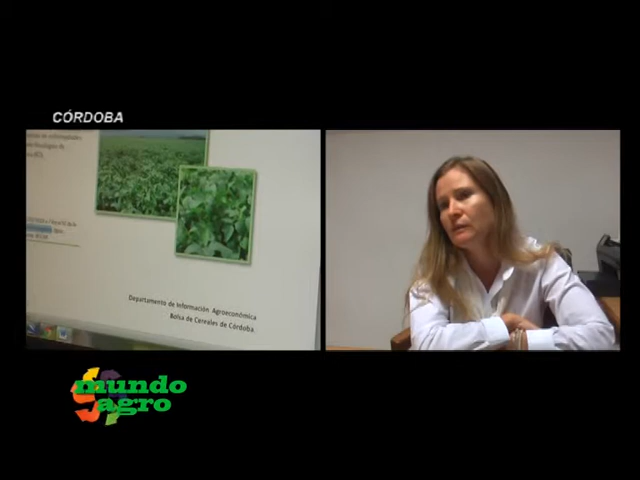 CÓRDOBA
Departamento de Información Agroeconómica
Bolsa de Cereales de Córdoba.
mundo
agro